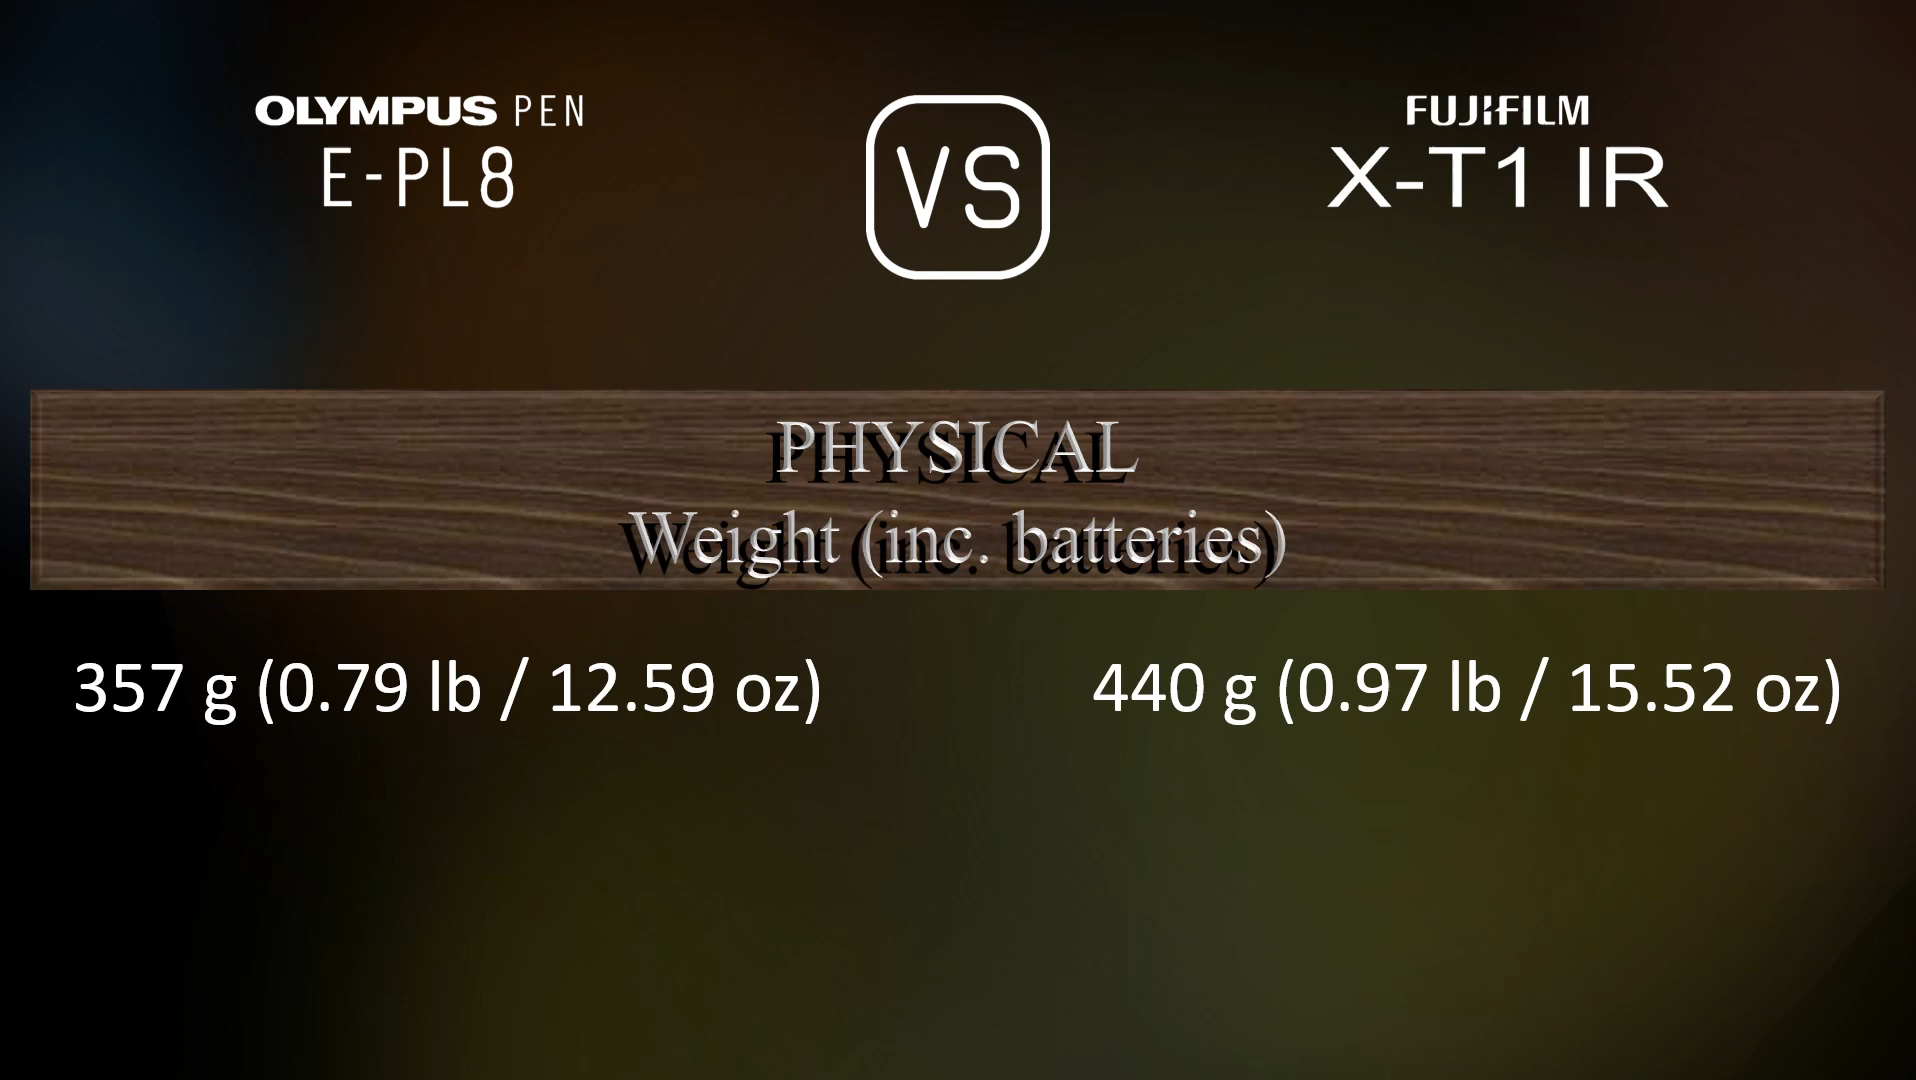 OLYMPUS PEN
E-PL8
VS
FUJIFILM
X-T1 IR
PHYSICAL
Weight (inc. batteries)
357 g (0.79 lb / 12.59 oz)
440 g (0.97 lb / 15.52 oz)